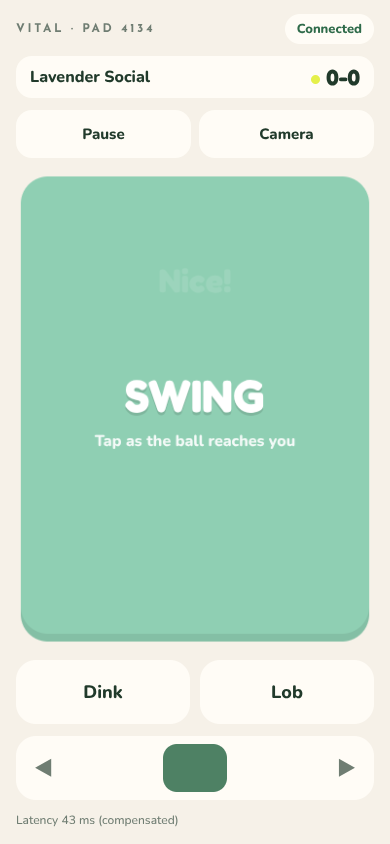 VITAL · PAD 4134
Connected
Lavender Social
0–0
Pause
Camera
Nice!
SWING
Tap as the ball reaches you
Dink
Lob
Latency 43 ms (compensated)